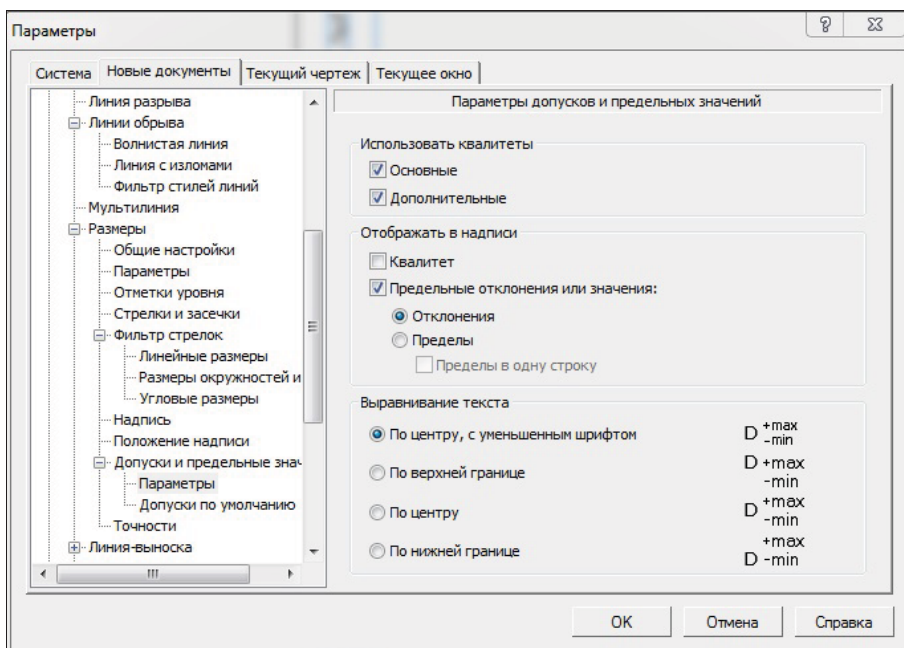 Параметры
Система Новые документы Текущий чертеж Текущее окно
Линия разрыва
Линии обрыва
Волнистая линия
Линия с изломами
Фильтр стилей линий
Мультилиния
Размеры
Общие настройки
Параметры
Отметки уровня
Стрелки и засечки
Фильтр стрелок
Линейные размеры
Размеры окружностей и
Угловые размеры
Надпись
Положение надписи
Допуски и предельные знач
Параметры
Допуски по умолчанию
Точности
Линия-выноска
Параметры допусков и предельных значений
Использовать квалитеты
Основные
Дополнительные
Отображать в надписи
Квалитет
Предельные отклонения или значения:
Отклонения
Пределы
Пределы в одну строку
Выравнивание текста
По центру, с уменьшенным шрифтом D +max -min
По верхней границе D +max -min
По центру D +max -min
По нижней границе D +max -min
OK Отмена Справка